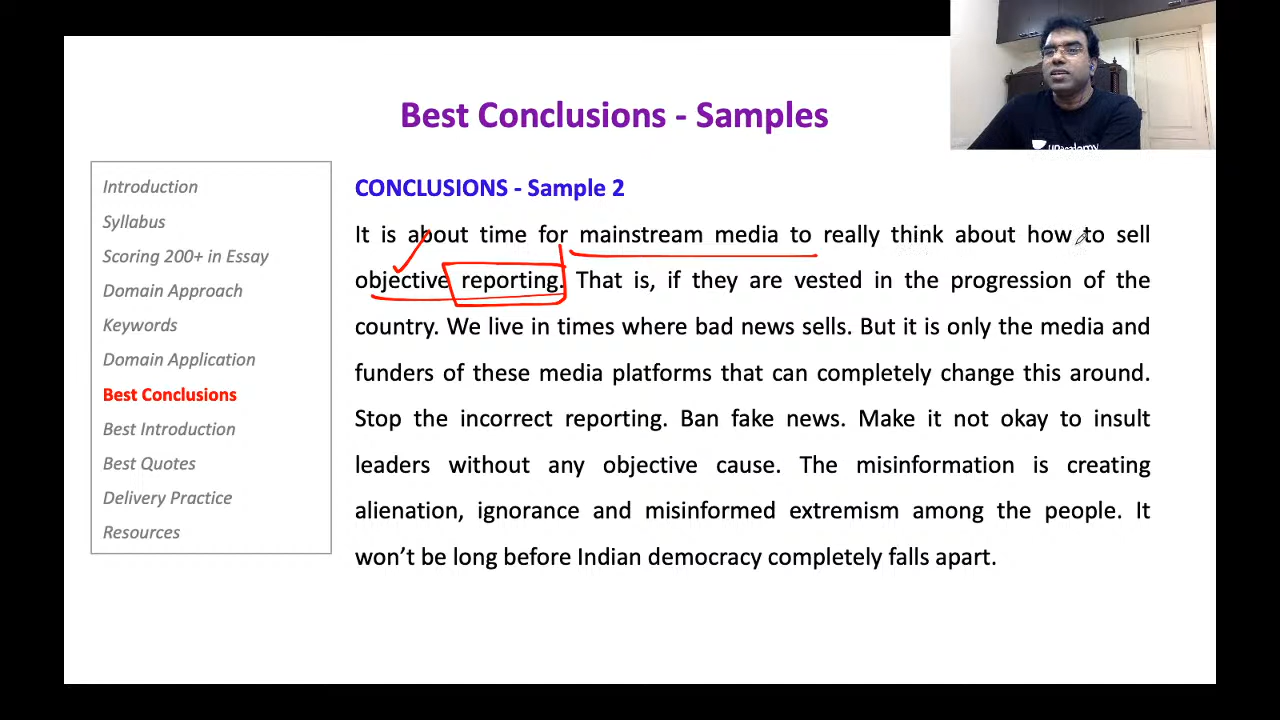 Best Conclusions - Samples
unacademy
Introduction
Syllabus
Scoring 200+ in Essay
Domain Approach
Keywords
Domain Application
Best Conclusions
Best Introduction
Best Quotes
Delivery Practice
Resources
CONCLUSIONS - Sample 2
It is about time for mainstream media to really think about how to sell
objective reporting. That is, if they are vested in the progression of the
country. We live in times where bad news sells. But it is only the media and
funders of these media platforms that can completely change this around.
Stop the incorrect reporting. Ban fake news. Make it not okay to insult
leaders without any objective cause. The misinformation is creating
alienation, ignorance and misinformed extremism among the people. It
won't be long before Indian democracy completely falls apart.